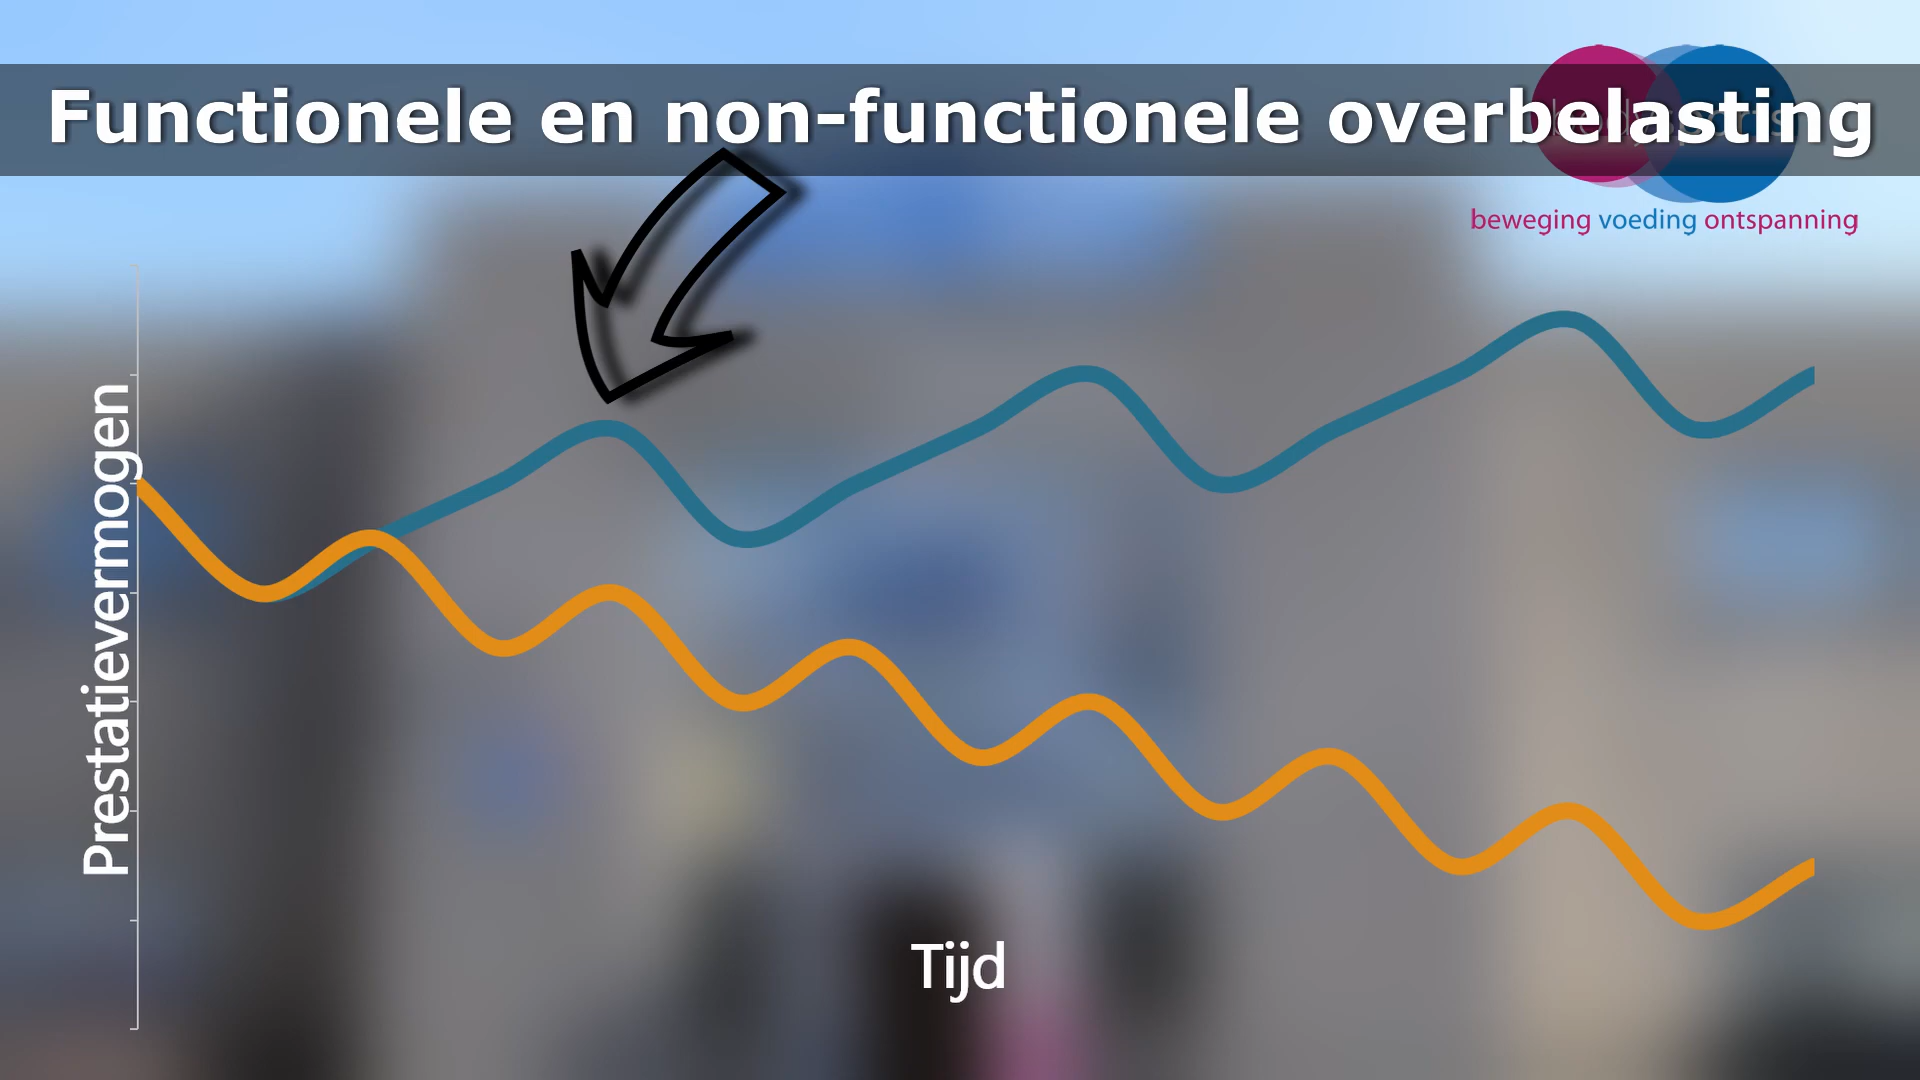 Functionele en non-functionele overbelasting
beweging voeding ontspanning
Prestatievermogen
Tijd